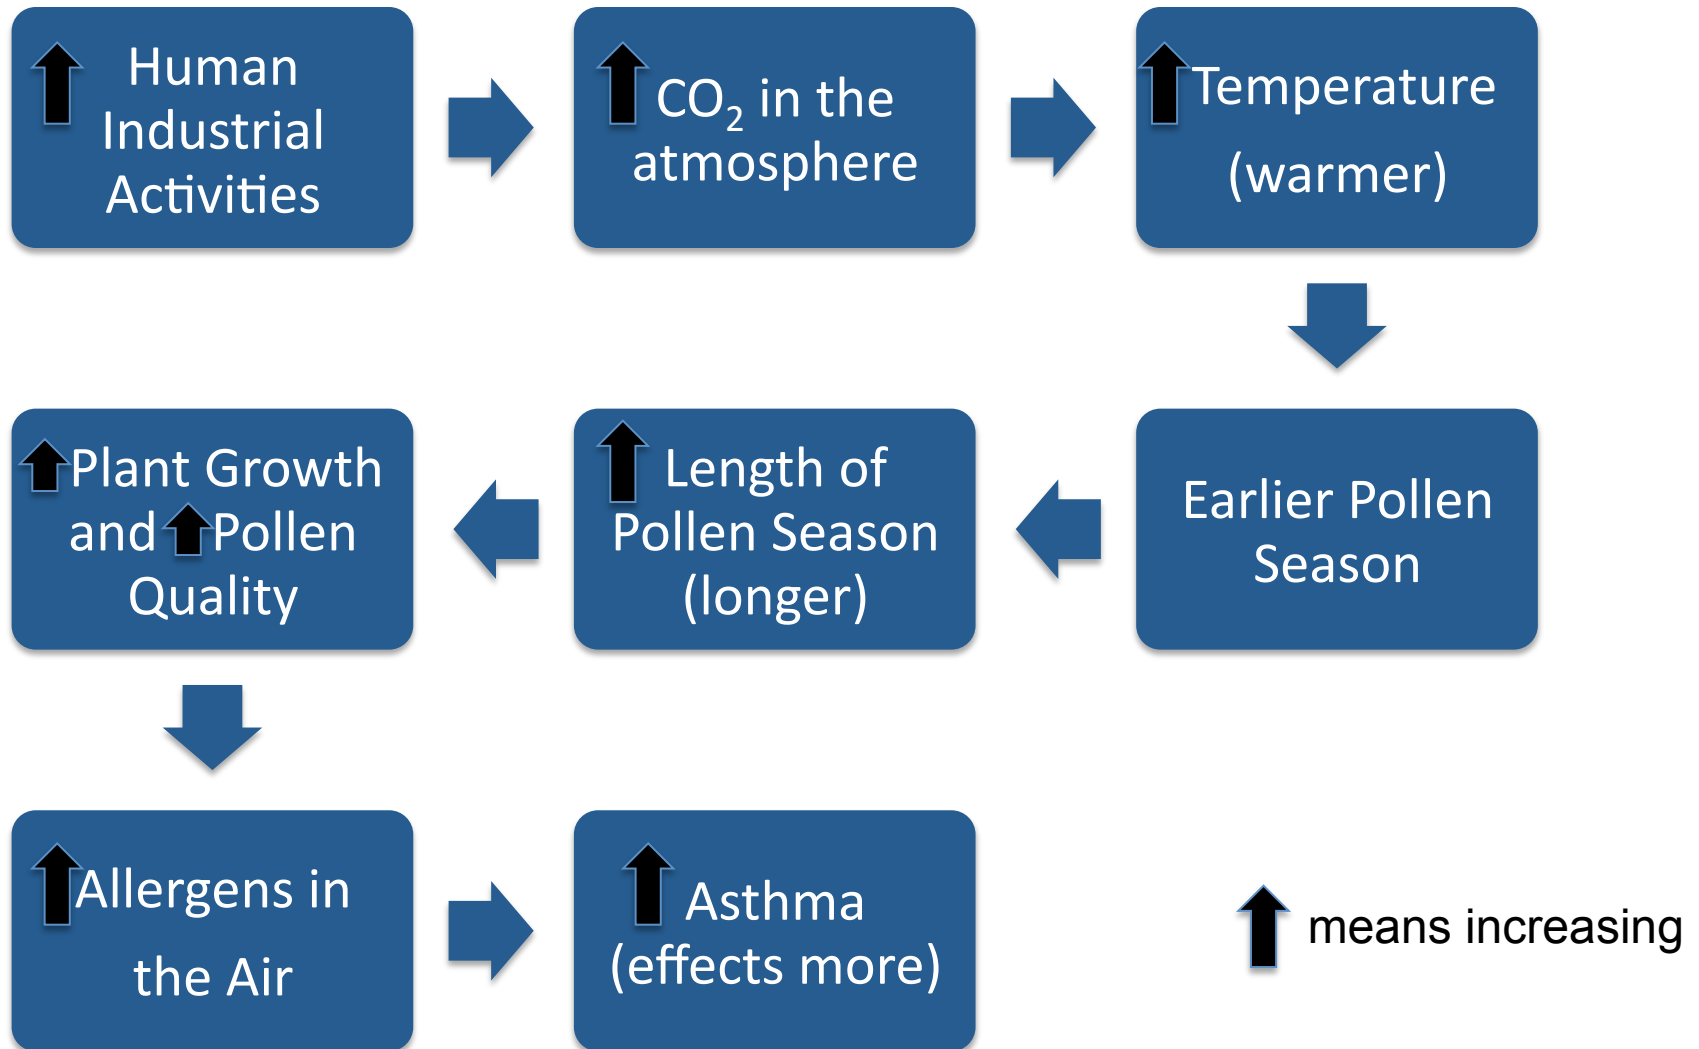 Human
Industrial
Activities
CO₂ in the
atmosphere
Temperature
(warmer)
Earlier Pollen
Season
Length of
Pollen Season
(longer)
Plant Growth
and Pollen
Quality
Allergens in
the Air
Asthma
(effects more)
means increasing